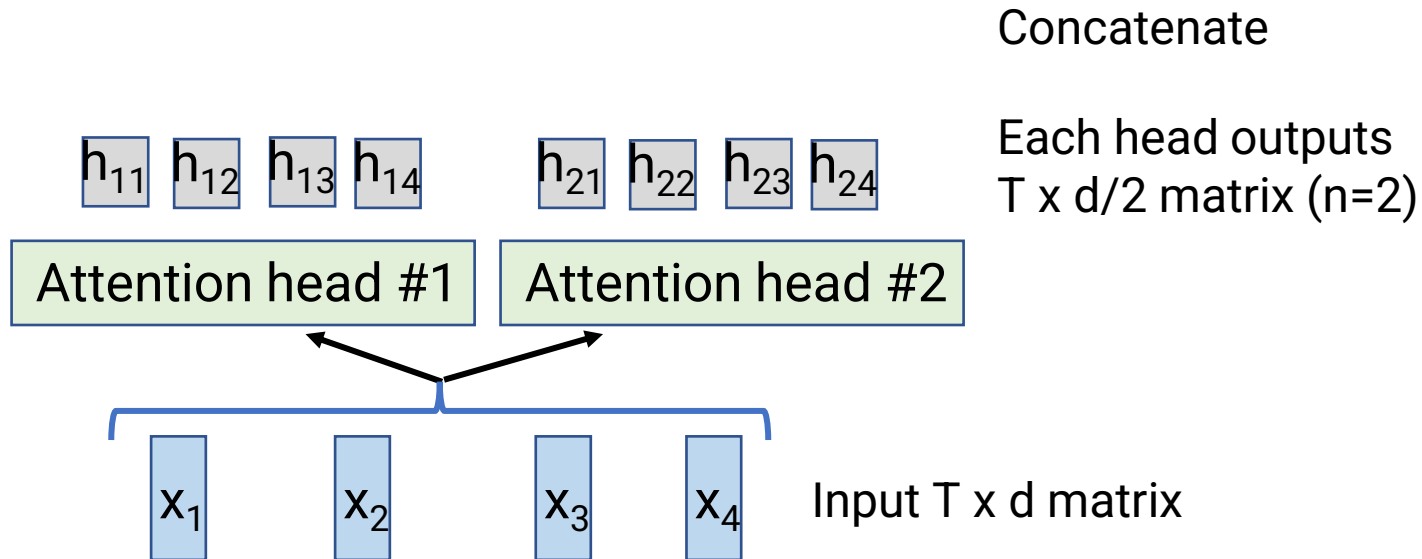 Concatenate
h₁₁ h₁₂ h₁₃ h₁₄ h₂₁ h₂₂ h₂₃ h₂₄
Each head outputs
T x d/2 matrix (n=2)
Attention head #1 Attention head #2
x₁ x₂ x₃ x₄ Input T x d matrix